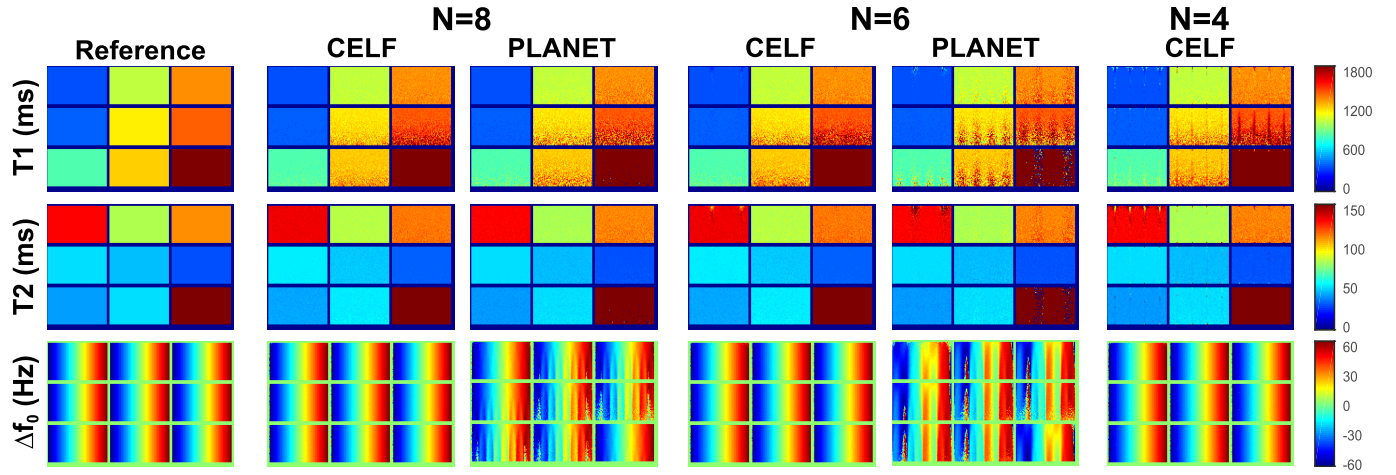 N=8 N=6 N=4
Reference CELF PLANET CELF PLANET CELF
T1 (ms)
1800
1200
600
0
T2 (ms)
150
100
50
0
Δf₀ (Hz)
60
30
0
-30
-60